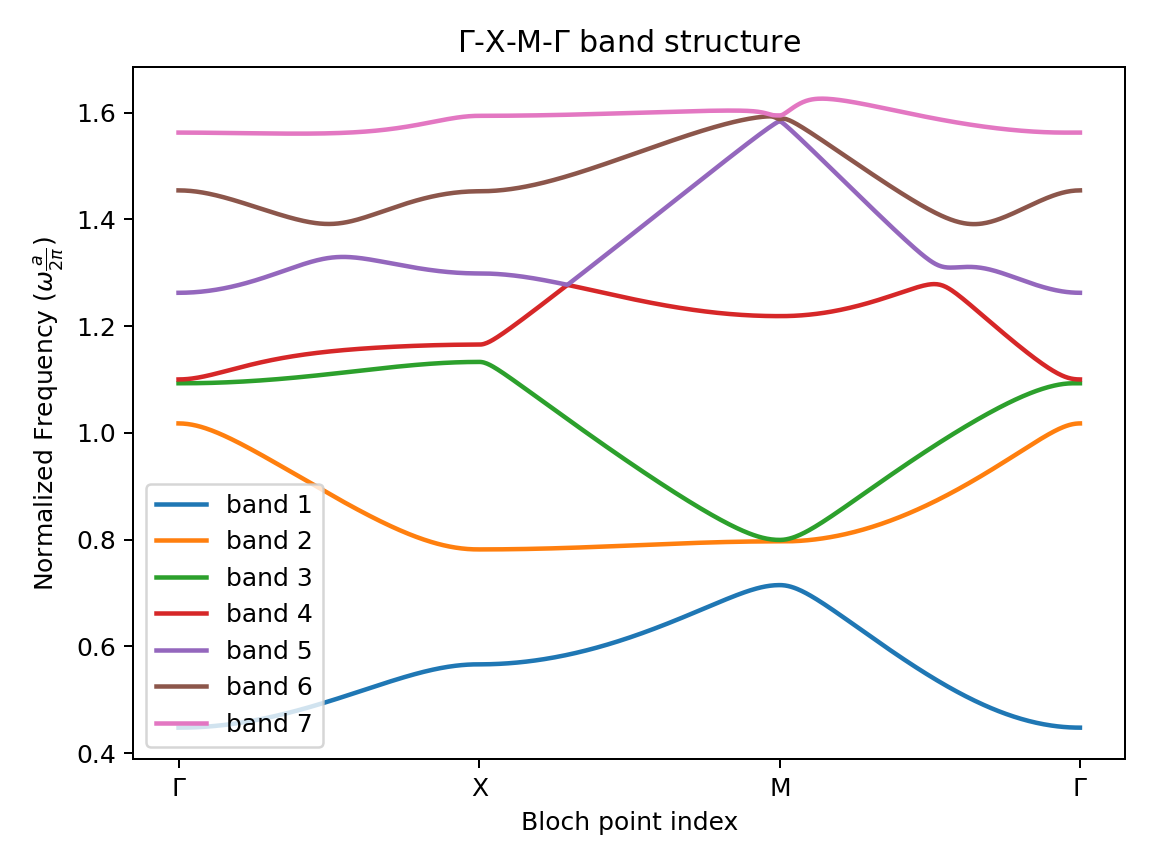 Γ-X-M-Γ band structure
Normalized Frequency (ω a/2π)
1.6
1.4
1.2
1.0
0.8
0.6
0.4
band 1
band 2
band 3
band 4
band 5
band 6
band 7
Γ X M Γ
Bloch point index